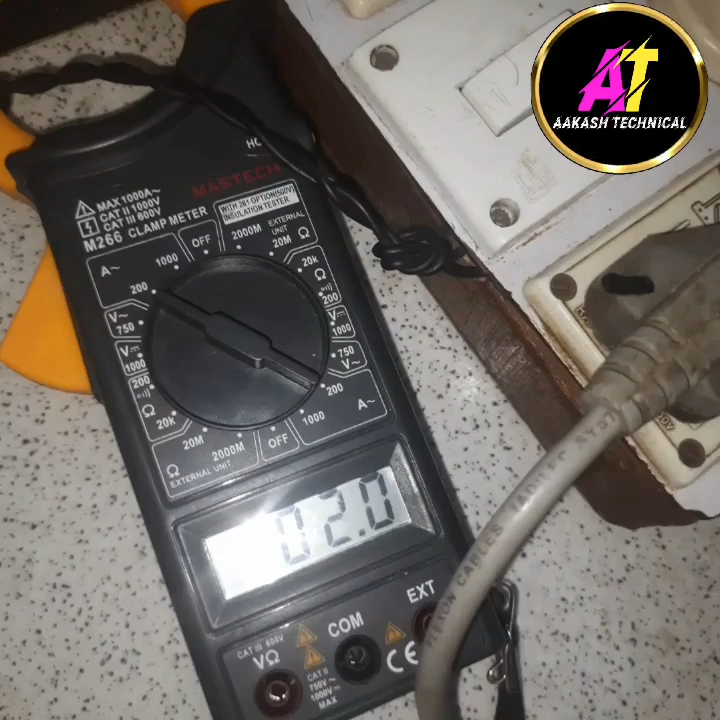 AT
AAKASH TECHNICAL
MASTECH
MAX 1000A~
CAT II 1000V
CAT III 600V
M266 CLAMP METER
WITH 261 OPTION(500V)
INSULATION TESTER
OFF
2000M
EXTERNAL
UNIT
20M Ω
20k
Ω
200
V⎓
1000
750
V~
200
1000
A~
OFF
2000M
20M
Ω
EXTERNAL UNIT
20k
Ω
200
1000
V⎓
750
V~
200
1000
A~
02.0
EXT
COM
CAT III 600V
VΩ
CAT II
750V~
1000V⎓
MAX
CE